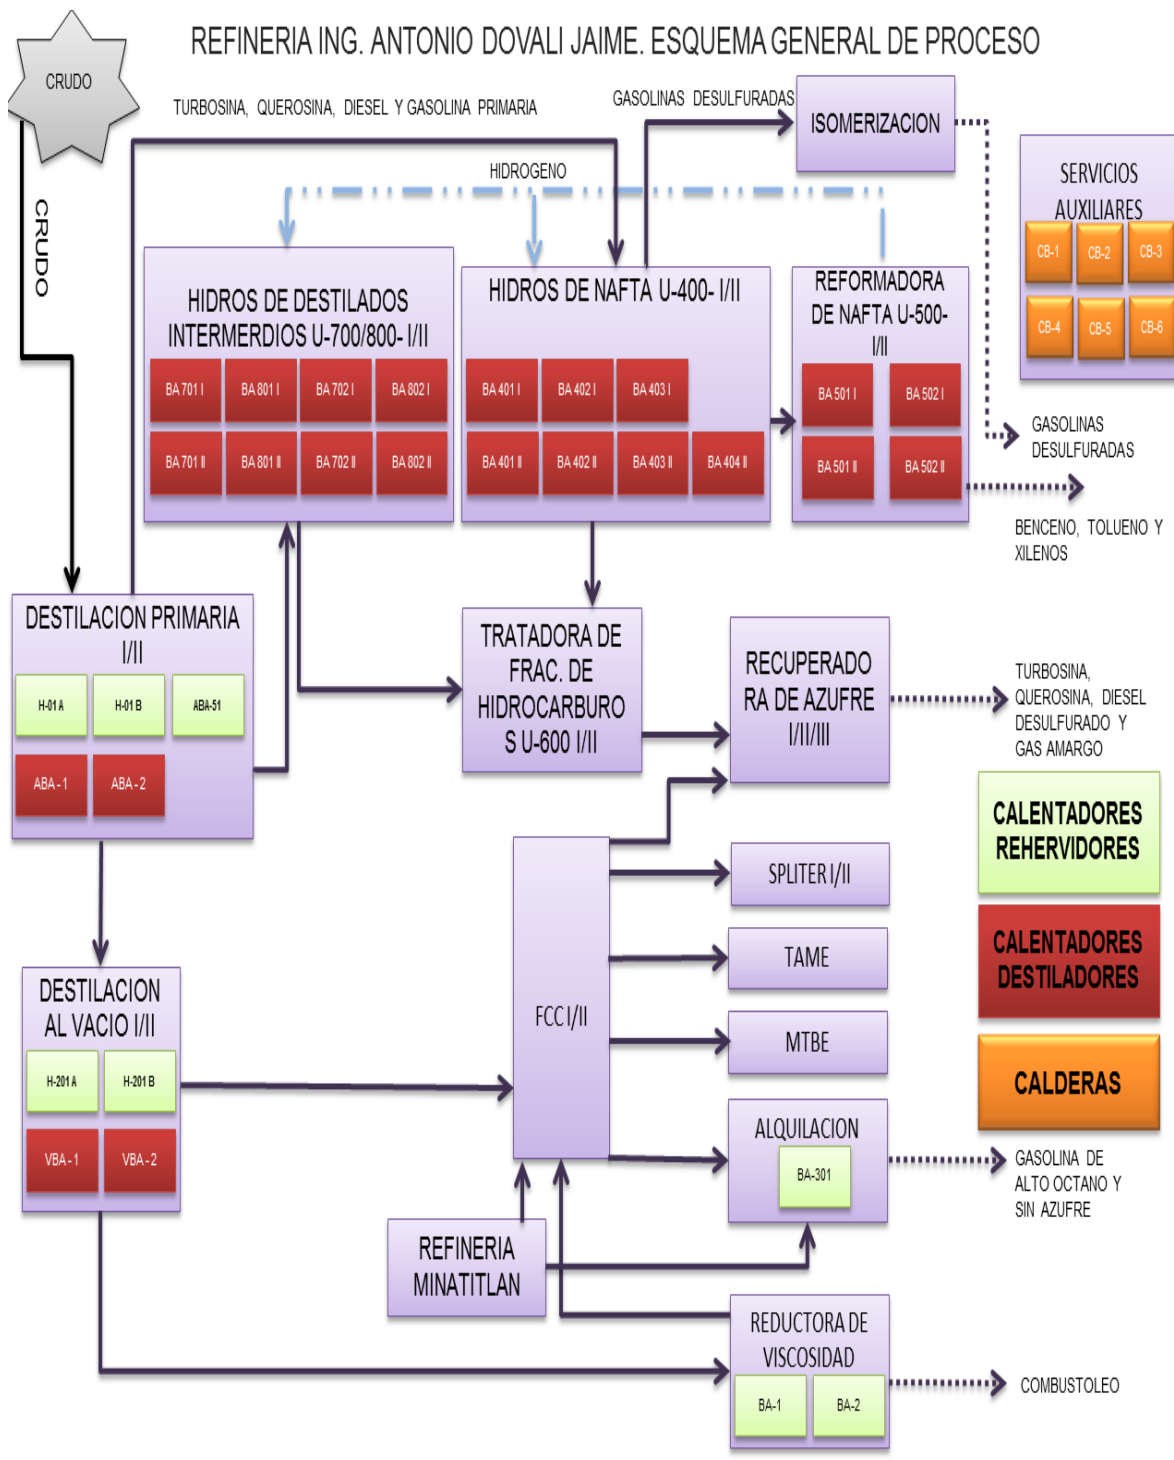 REFINERIA ING. ANTONIO DOVALI JAIME. ESQUEMA GENERAL DE PROCESO
CRUDO
TURBOSINA, QUEROSINA, DIESEL Y GASOLINA PRIMARIA
GASOLINAS DESULFURADAS
ISOMERIZACION
HIDROGENO
CRUDO
SERVICIOS
AUXILIARES
CB-1
CB-2
CB-3
CB-4
CB-5
CB-6
HIDROS DE DESTILADOS
INTERMERDIOS U-700/800- I/II
BA 701 I
BA 801 I
BA 702 I
BA 802 I
BA 701 II
BA 801 II
BA 702 II
BA 802 II
HIDROS DE NAFTA U-400- I/II
BA 401 I
BA 402 I
BA 403 I
BA 401 II
BA 402 II
BA 403 II
BA 404 II
REFORMADORA
DE NAFTA U-500-
I/II
BA 501 I
BA 502 I
BA 501 II
BA 502 II
GASOLINAS
DESULFURADAS
BENCENO, TOLUENO Y
XILENOS
DESTILACION PRIMARIA
I/II
H-01 A
H-01 B
ABA-51
ABA - 1
ABA - 2
TRATADORA DE
FRAC. DE
HIDROCARBURO
S U-600 I/II
RECUPERADO
RA DE AZUFRE
I/II/III
TURBOSINA,
QUEROSINA, DIESEL
DESULFURADO Y
GAS AMARGO
CALENTADORES
REHERVIDORES
CALENTADORES
DESTILADORES
CALDERAS
FCC I/II
SPLITER I/II
TAME
MTBE
ALQUILACION
BA-301
GASOLINA DE
ALTO OCTANO Y
SIN AZUFRE
DESTILACION
AL VACIO I/II
H-201 A
H-201 B
VBA - 1
VBA - 2
REFINERIA
MINATITLAN
REDUCTORA DE
VISCOSIDAD
BA-1
BA-2
COMBUSTOLEO